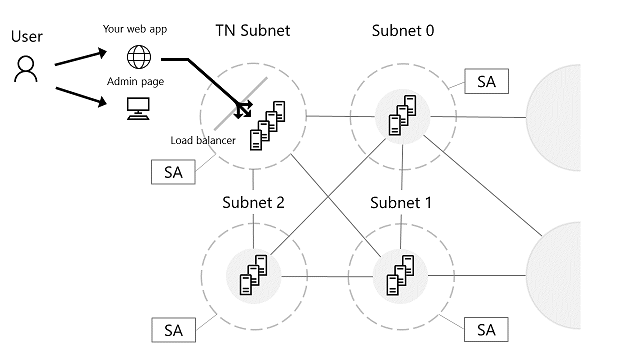 User
Your web app
Admin page
TN Subnet
Subnet 0
SA
Load balancer
SA
Subnet 2
Subnet 1
SA
SA